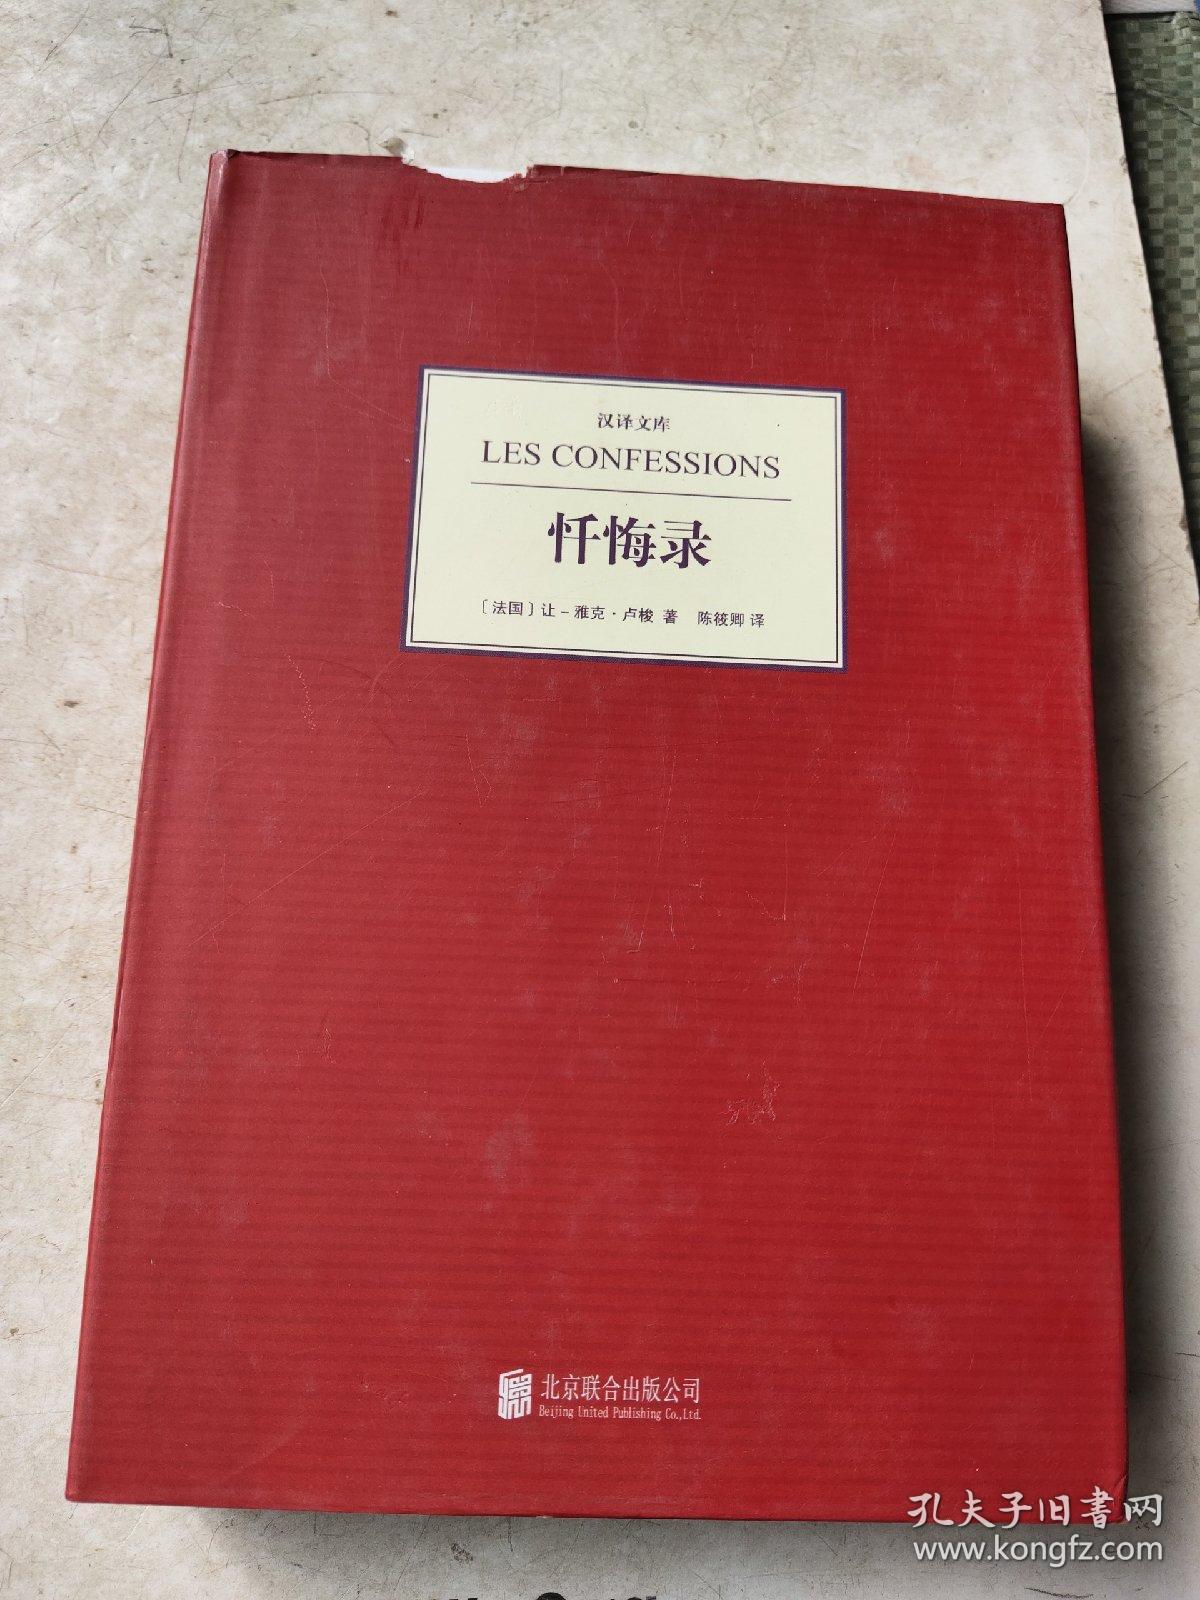 汉译文库
LES CONFESSIONS
忏悔录
〔法国〕让-雅克·卢梭 著 陈筱卿 译
北京联合出版公司
Beijing United Publishing Co.,Ltd.
孔夫子旧书网
www.kongfz.com